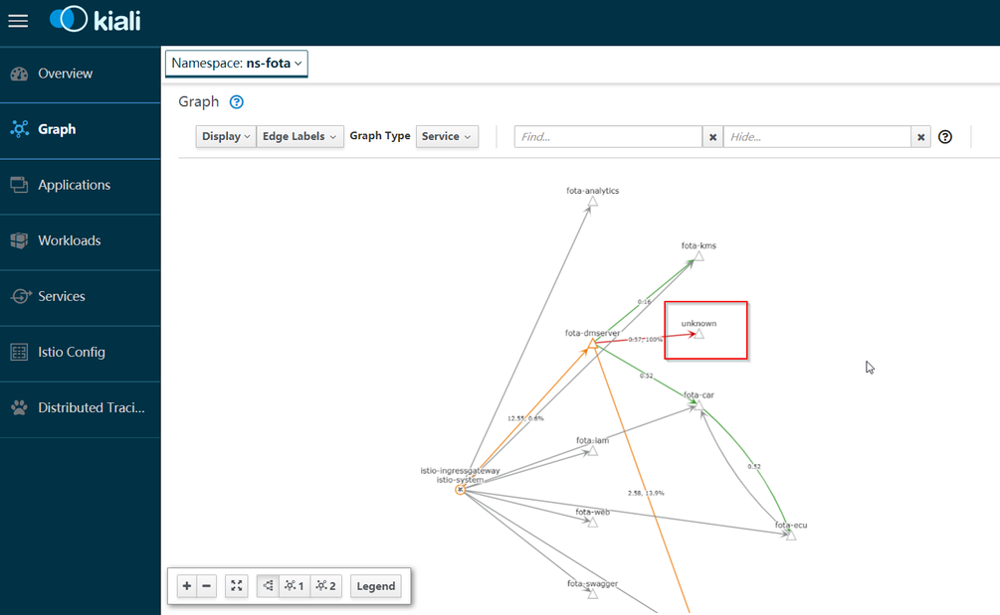 kiali
Overview
Graph
Applications
Workloads
Services
Istio Config
Distributed Traci...
Namespace: ns-fota
Graph
Display
Edge Labels
Graph Type
Service
Find...
Hide...
fota-analytics
fota-kms
0.16
unknown
fota-dmserver
0.57, 100%
0.52
fota-car
12.55, 0.6%
fota-iam
istio-ingressgateway
istio-system
0.52
2.58, 13.9%
fota-web
fota-ecu
fota-swagger
1
2
Legend